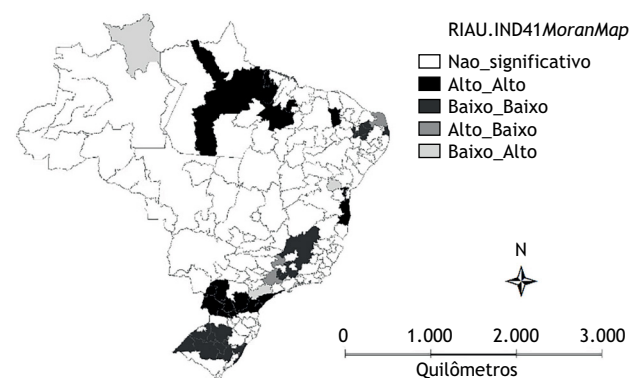 RIAU.IND41MoranMap
Nao_significativo
Alto_Alto
Baixo_Baixo
Alto_Baixo
Baixo_Alto
N
0 1.000 2.000 3.000
Quilômetros